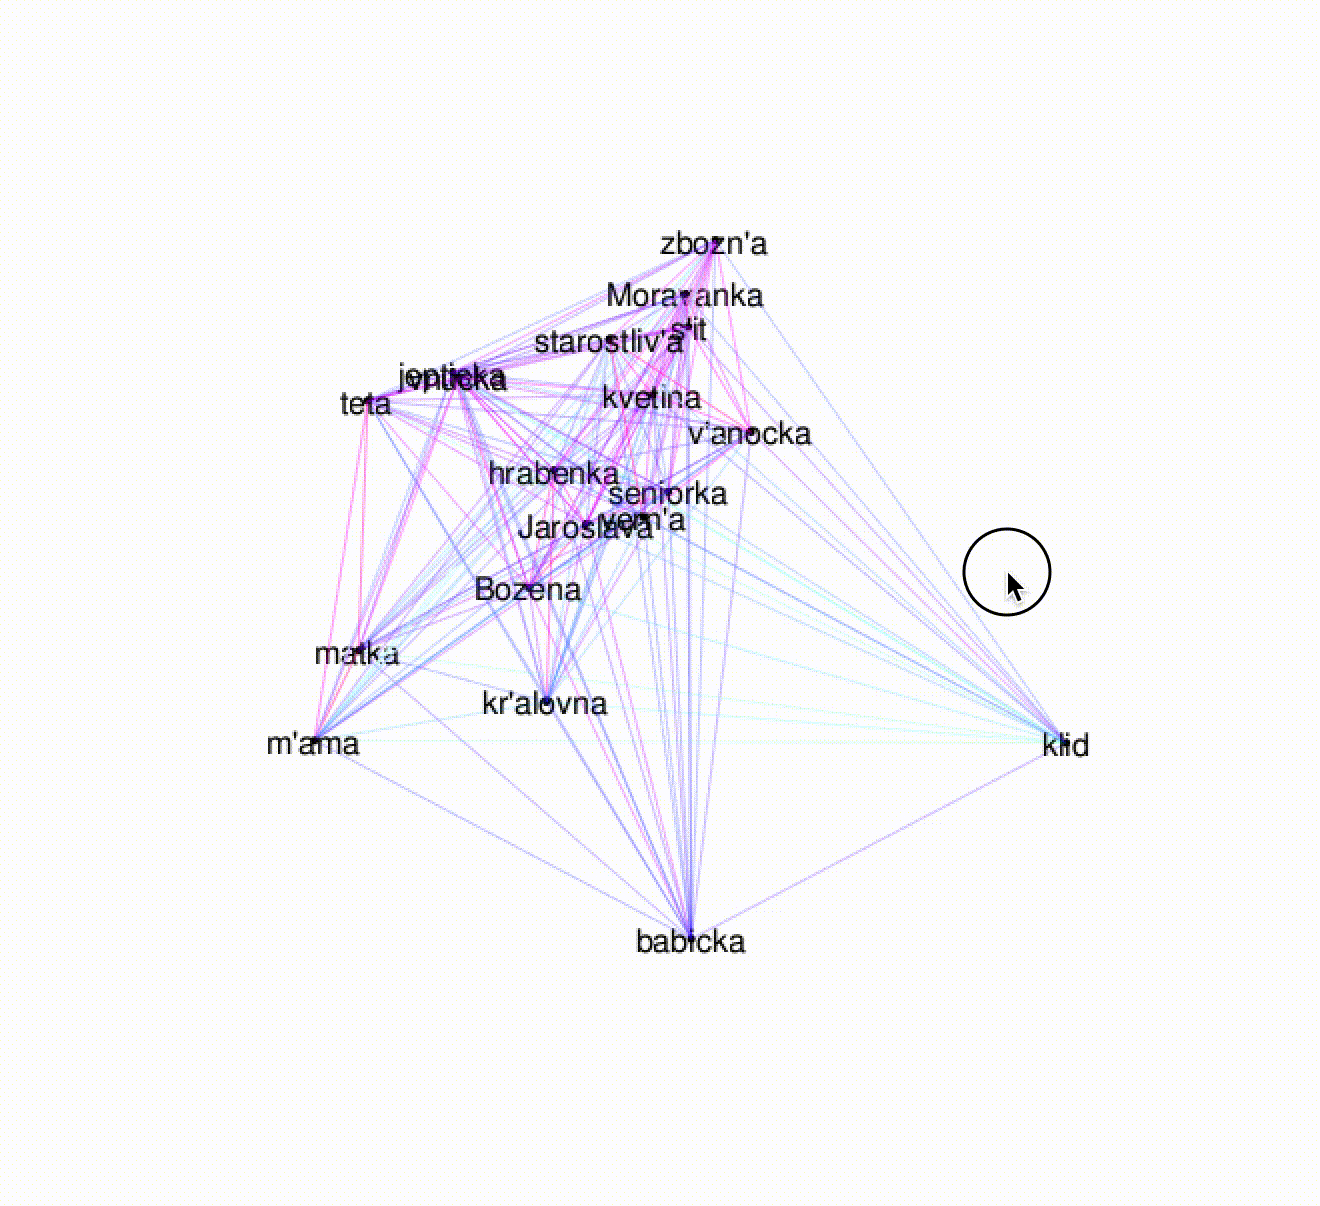 zbozn'a
Moravanka
s'it
starostliv'a
teta
kvetina
v'anocka
hrabenka
seniorka
Jaroslava
Bozena
matka
kr'alovna
m'ama
klid
babicka